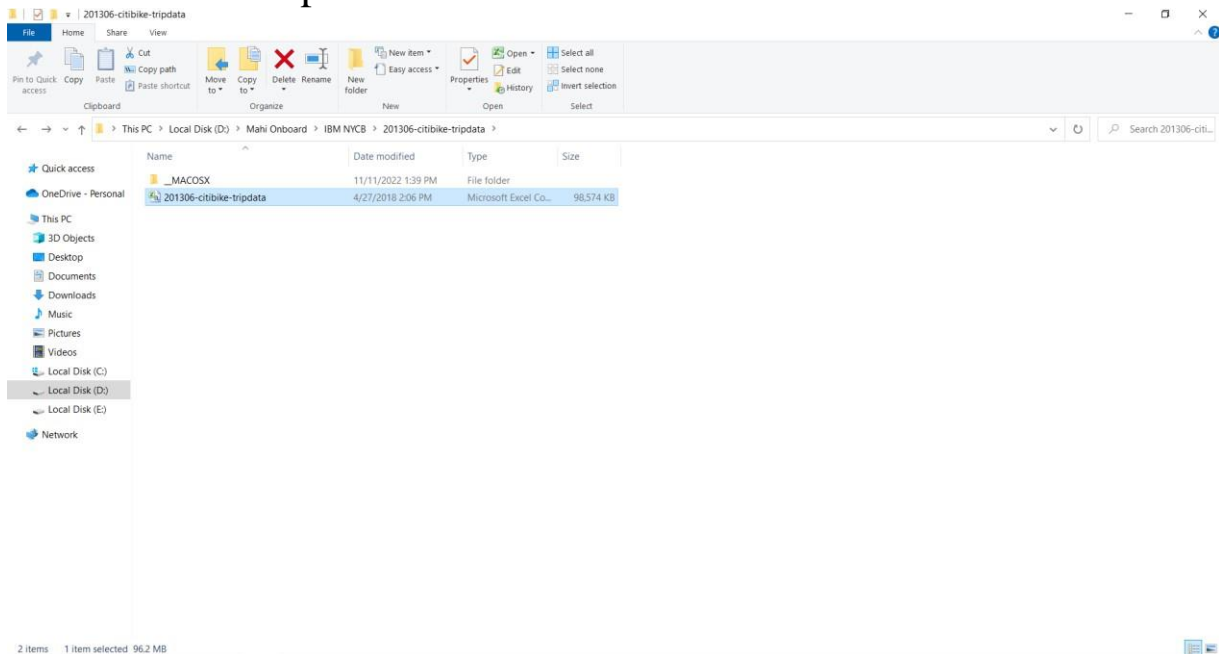 201306-citibike-tripdata
File Home Share View
Pin to Quick access
Copy
Paste
Cut
Copy path
Paste shortcut
Clipboard
Move to
Copy to
Delete
Rename
Organize
New folder
New item
Easy access
New
Properties
Open
Edit
History
Open
Select all
Select none
Invert selection
Select
This PC > Local Disk (D:) > Mahi Onboard > IBM NYCB > 201306-citibike-tripdata >
Search 201306-citi...
Quick access
OneDrive - Personal
This PC
3D Objects
Desktop
Documents
Downloads
Music
Pictures
Videos
Local Disk (C:)
Local Disk (D:)
Local Disk (E:)
Network
Name Date modified Type Size
__MACOSX 11/11/2022 1:39 PM File folder
201306-citibike-tripdata 4/27/2018 2:06 PM Microsoft Excel Co... 98,574 KB
2 items 1 item selected 96.2 MB